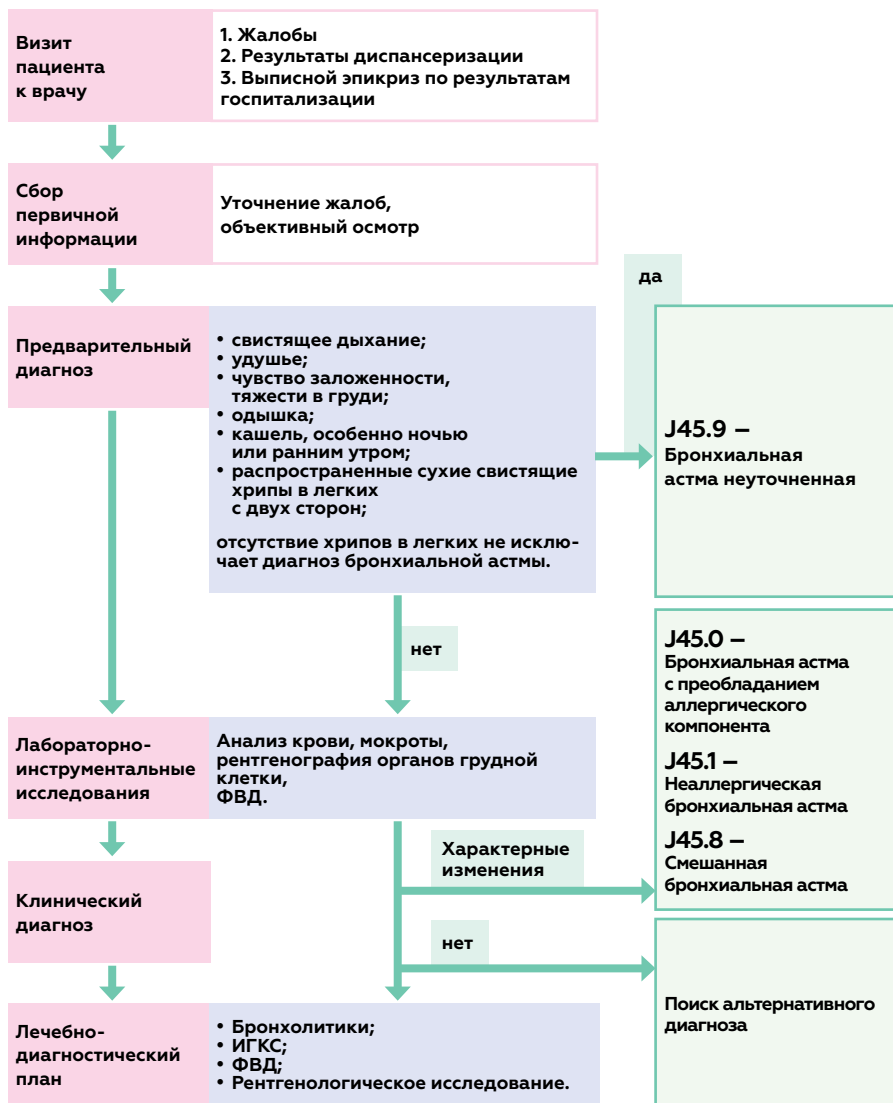 Визит
пациента
к врачу
1. Жалобы
2. Результаты диспансеризации
3. Выписной эпикриз по результатам
госпитализации
Сбор
первичной
информации
Уточнение жалоб,
объективный осмотр
Предварительный
диагноз
• свистящее дыхание;
• удушье;
• чувство заложенности,
тяжести в груди;
• одышка;
• кашель, особенно ночью
или ранним утром;
• распространенные сухие свистящие
хрипы в легких
с двух сторон;
отсутствие хрипов в легких не исклю-
чает диагноз бронхиальной астмы.
да
J45.9 –
Бронхиальная
астма неуточненная
нет
J45.0 –
Бронхиальная астма
с преобладанием
аллергического
компонента
J45.1 –
Неаллергическая
бронхиальная астма
J45.8 –
Смешанная
бронхиальная астма
Лабораторно-
инструментальные
исследования
Анализ крови, мокроты,
рентгенография органов грудной
клетки,
ФВД.
Характерные
изменения
Клинический
диагноз
нет
Поиск альтернативного
диагноза
Лечебно-
диагностический
план
• Бронхолитики;
• ИГКС;
• ФВД;
• Рентгенологическое исследование.